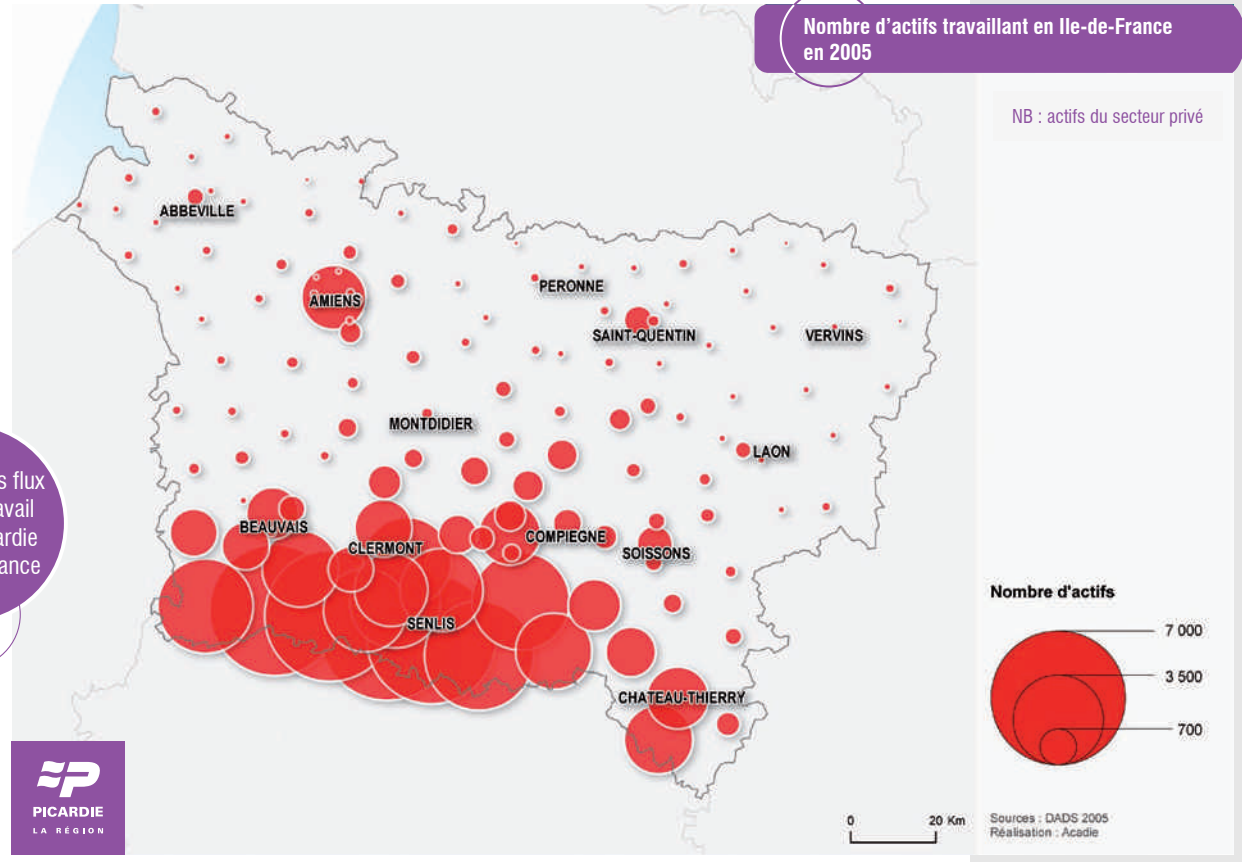 Nombre d'actifs travaillant en Ile-de-France
en 2005
NB : actifs du secteur privé
ABBEVILLE
AMIENS
PERONNE
SAINT-QUENTIN
VERVINS
MONTDIDIER
LAON
s flux
avail
ardie
ance
BEAUVAIS
CLERMONT
COMPIEGNE
SOISSONS
SENLIS
CHATEAU-THIERRY
Nombre d'actifs
7 000
3 500
700
PICARDIE
LA RÉGION
0 20 Km
Sources : DADS 2005
Réalisation : Acadie